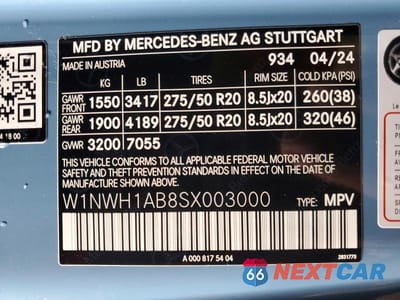 MFD BY MERCEDES-BENZ AG STUTTGART
MADE IN AUSTRIA 934 04/24
KG LB TIRES RIM SIZE COLD KPA(PSI)
GAWR FRONT 1550 3417 275/50 R20 8.5Jx20 260(38)
GAWR REAR 1900 4189 275/50 R20 8.5Jx20 320(46)
GWR 3200 7055
THIS VEHICLE CONFORMS TO ALL APPLICABLE FEDERAL MOTOR VEHICLE
SAFETY AND THEFT PREVENTION STANDARDS IN EFFECT ON THE DATE OF
MANUFACTURE SHOWN ABOVE.
W1NWH1AB8SX003000 TYPE: MPV
A 000 817 54 04
2831770
66 NEXTCAR